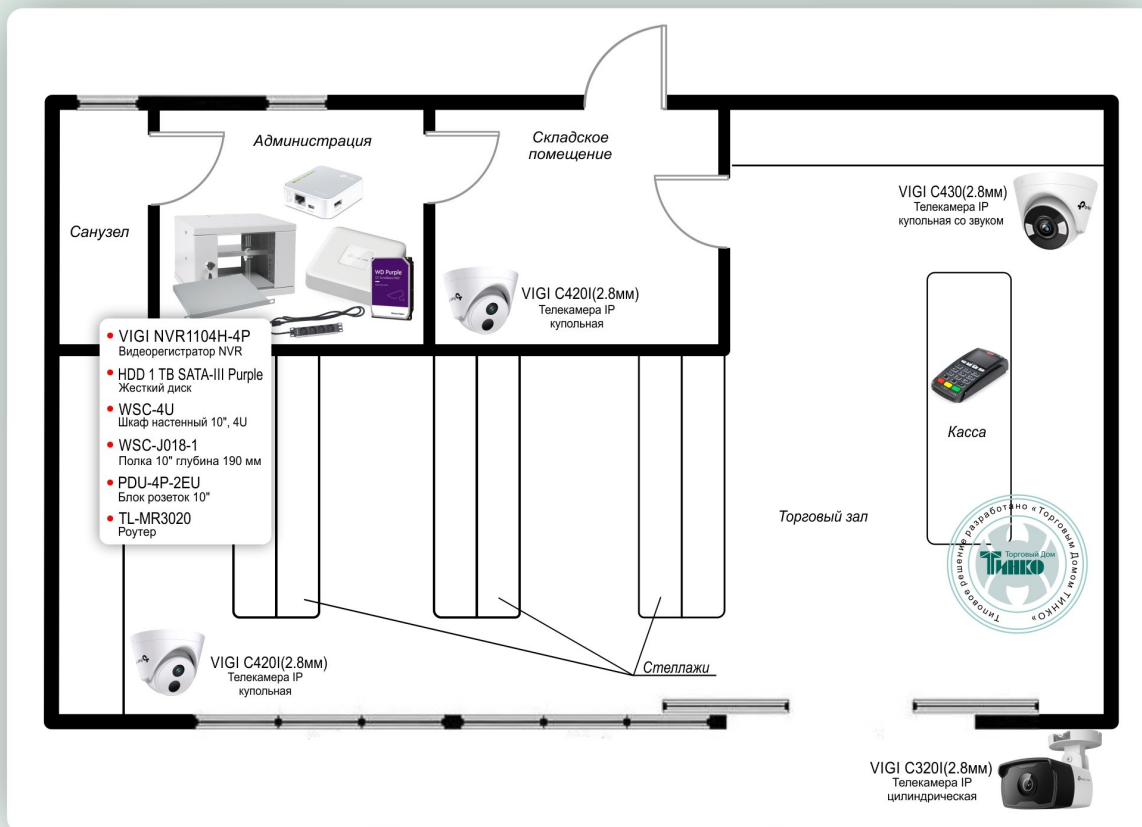 Администрация
Складское
помещение
Санузел
VIGI C430(2.8мм)
Телекамера IP
купольная со звуком
WD Purple
VIGI C420I(2.8мм)
Телекамера IP
купольная
• VIGI NVR1104H-4P
Видеорегистратор NVR
• HDD 1 TB SATA-III Purple
Жесткий диск
• WSC-4U
Шкаф настенный 10", 4U
• WSC-J018-1
Полка 10" глубина 190 мм
• PDU-4P-2EU
Блок розеток 10"
• TL-MR3020
Роутер
Касса
Торговый зал
Типовое решение разработано «Торговым Домом ТИНКО»
Торговый Дом
ТИНКО
VIGI C420I(2.8мм)
Телекамера IP
купольная
Стеллажи
VIGI C320I(2.8мм)
Телекамера IP
цилиндрическая